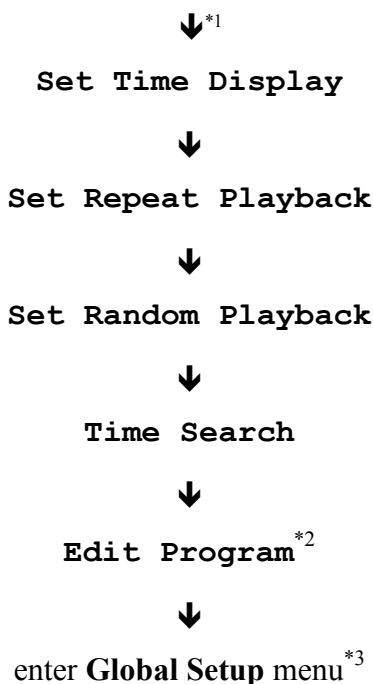 🡳*1
Set Time Display
🡳
Set Repeat Playback
🡳
Set Random Playback
🡳
Time Search
🡳
Edit Program*2
🡳
enter Global Setup menu*3